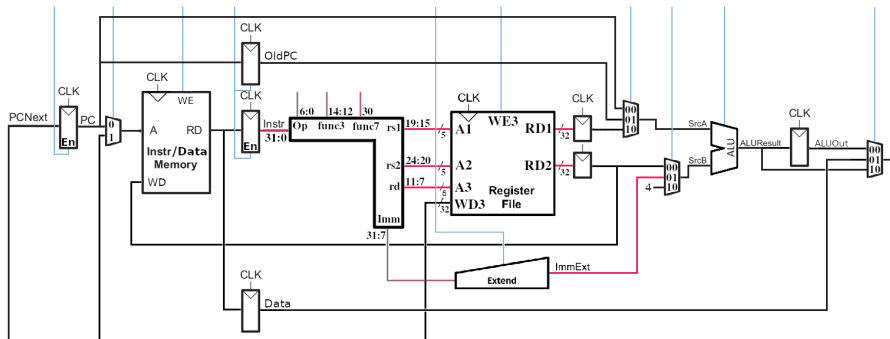 CLK
OldPC
CLK
PCNext
PC
En
0
1
CLK
WE
A
RD
Instr/Data
Memory
WD
CLK
Instr
31:0
En
6:0
14:12
30
Op
func3
func7
rs1
19:15
rs2
24:20
rd
11:7
Imm
31:7
CLK
WE3
A1
5
RD1
32
A2
5
RD2
32
A3
5
WD3
32
Register
File
CLK
00
01
10
SrcA
00
01
10
4
SrcB
ALU
ALUResult
CLK
ALUOut
00
01
10
Extend
ImmExt
CLK
Data